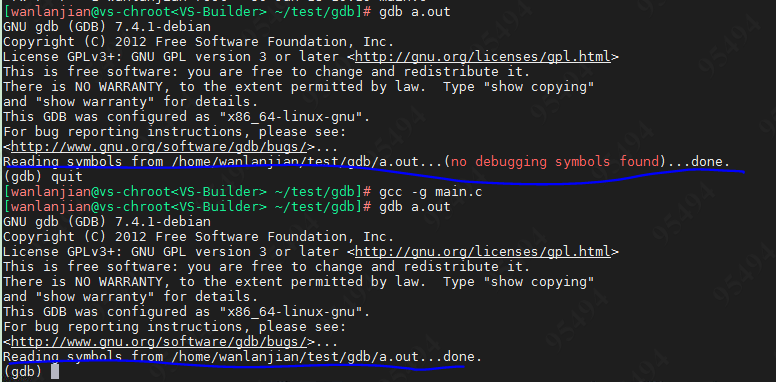 [wanlanjian@vs-chroot<VS-Builder> ~/test/gdb]# gdb a.out
GNU gdb (GDB) 7.4.1-debian
Copyright (C) 2012 Free Software Foundation, Inc.
License GPLv3+: GNU GPL version 3 or later <http://gnu.org/licenses/gpl.html>
This is free software: you are free to change and redistribute it.
There is NO WARRANTY, to the extent permitted by law.  Type "show copying"
and "show warranty" for details.
This GDB was configured as "x86_64-linux-gnu".
For bug reporting instructions, please see:
<http://www.gnu.org/software/gdb/bugs/>...
Reading symbols from /home/wanlanjian/test/gdb/a.out...(no debugging symbols found)...done.
(gdb) quit
[wanlanjian@vs-chroot<VS-Builder> ~/test/gdb]# gcc -g main.c
[wanlanjian@vs-chroot<VS-Builder> ~/test/gdb]# gdb a.out
GNU gdb (GDB) 7.4.1-debian
Copyright (C) 2012 Free Software Foundation, Inc.
License GPLv3+: GNU GPL version 3 or later <http://gnu.org/licenses/gpl.html>
This is free software: you are free to change and redistribute it.
There is NO WARRANTY, to the extent permitted by law.  Type "show copying"
and "show warranty" for details.
This GDB was configured as "x86_64-linux-gnu".
For bug reporting instructions, please see:
<http://www.gnu.org/software/gdb/bugs/>...
Reading symbols from /home/wanlanjian/test/gdb/a.out...done.
(gdb)